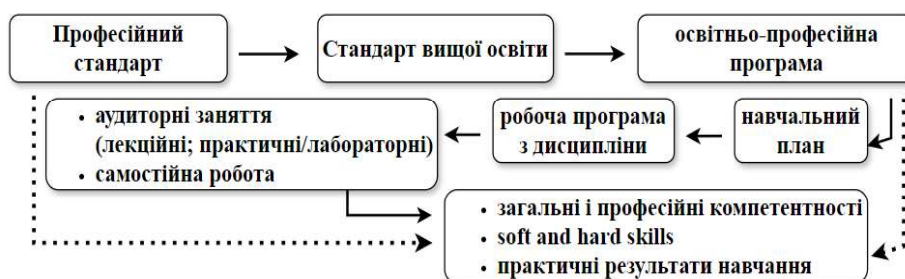 Професійний
стандарт
Стандарт вищої освіти
освітньо-професійна
програма
• аудиторні заняття
(лекційні; практичні/лабораторні)
• самостійна робота
робоча програма
з дисципліни
навчальний
план
• загальні і професійні компетентності
• soft and hard skills
• практичні результати навчання